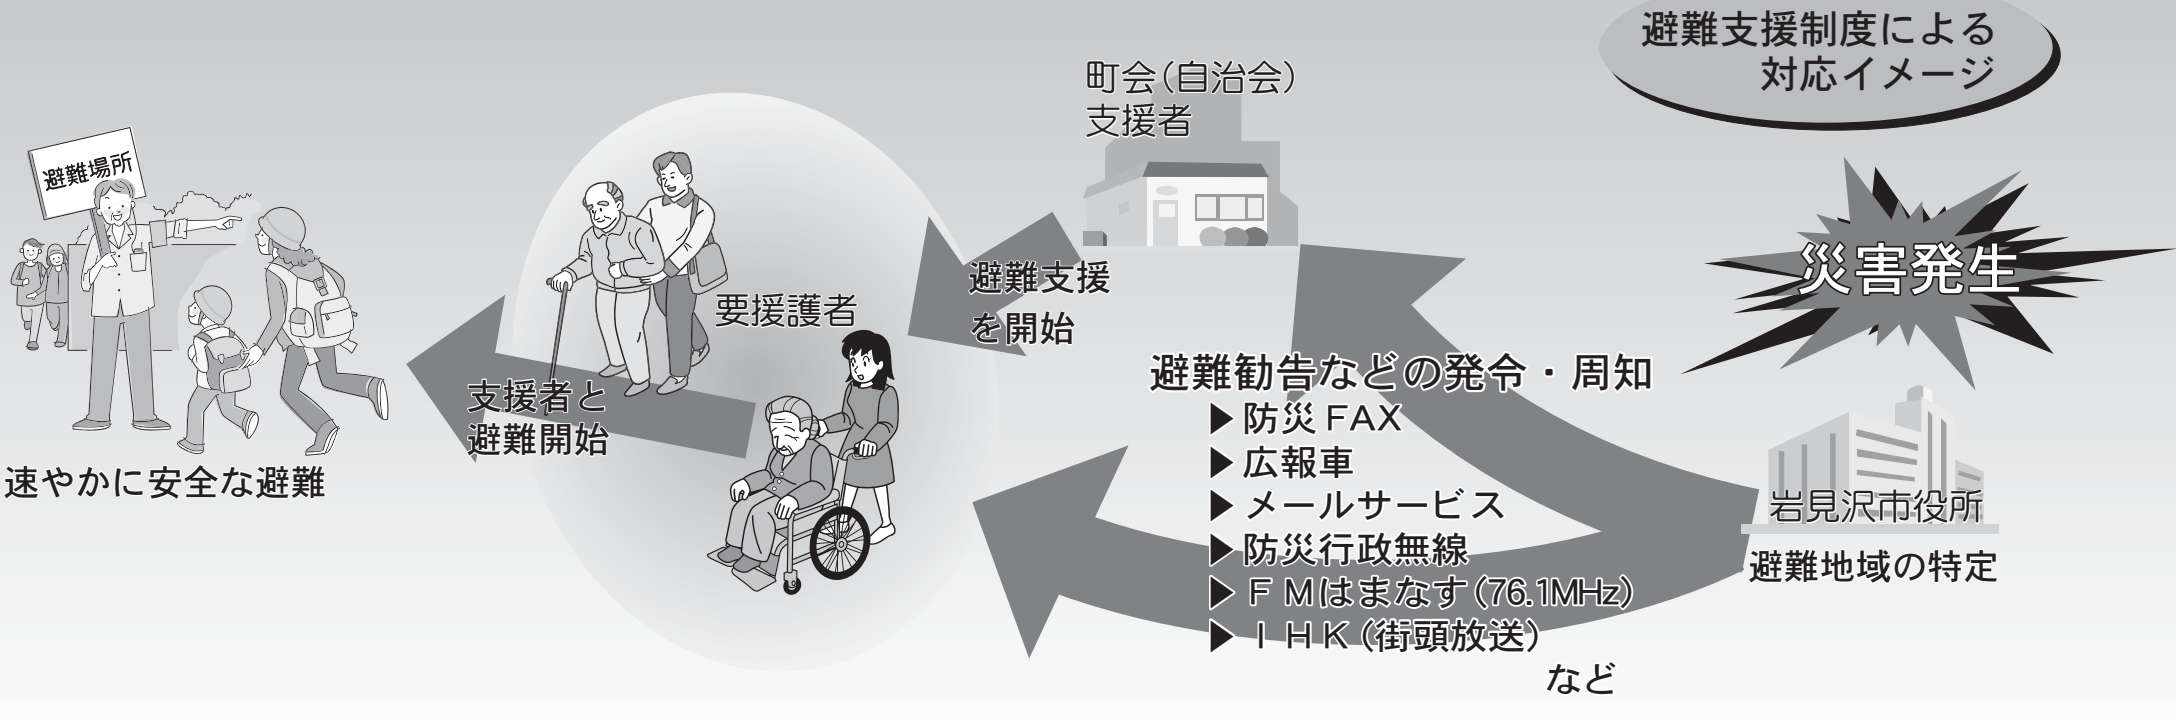 避難支援制度による
対応イメージ
災害発生
岩見沢市役所
避難地域の特定
避難勧告などの発令・周知
▶防災FAX
▶広報車
▶メールサービス
▶防災行政無線
▶ＦＭはまなす(76.1MHz)
▶ＩＨＫ(街頭放送)
など
町会(自治会)
支援者
避難支援
を開始
要援護者
支援者と
避難開始
避難場所
速やかに安全な避難